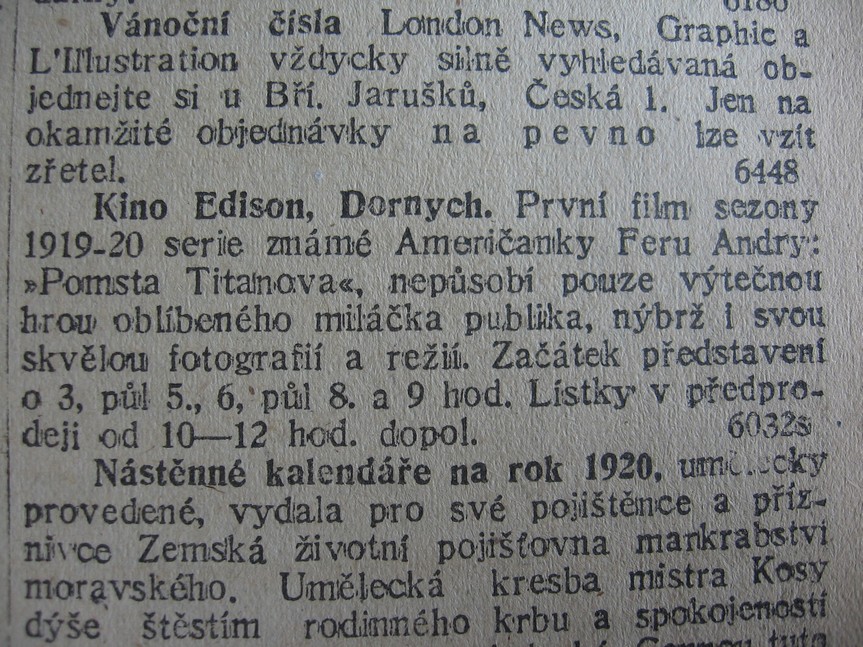 6186
Vánoční čísla London News, Graphic a
L'Illustration vždycky silně vyhledávaná ob-
jednejte si u Bří. Jarušků, Česká 1. Jen na
okamžité objednávky na pevno lze vzít
zřetel. 6448
Kino Edison, Dornych. První film sezony
1919-20 serie známé Američanky Feru Andry:
»Pomsta Titanova«, nepůsobí pouze výtečnou
hrou oblíbeného miláčka publika, nýbrž i svou
skvělou fotografií a režií. Začátek představení
o 3, půl 5., 6, půl 8. a 9 hod. Lístky v předpro-
deji od 10—12 hod. dopol. 6032s
Nástěnné kalendáře na rok 1920, umělecky
provedené, vydala pro své pojištěnce a příz-
nivce Zemská životní pojišťovna markrabství
moravského. Umělecká kresba mistra Kosy
dýše štěstím rodinného krbu a spokojeností
tuto